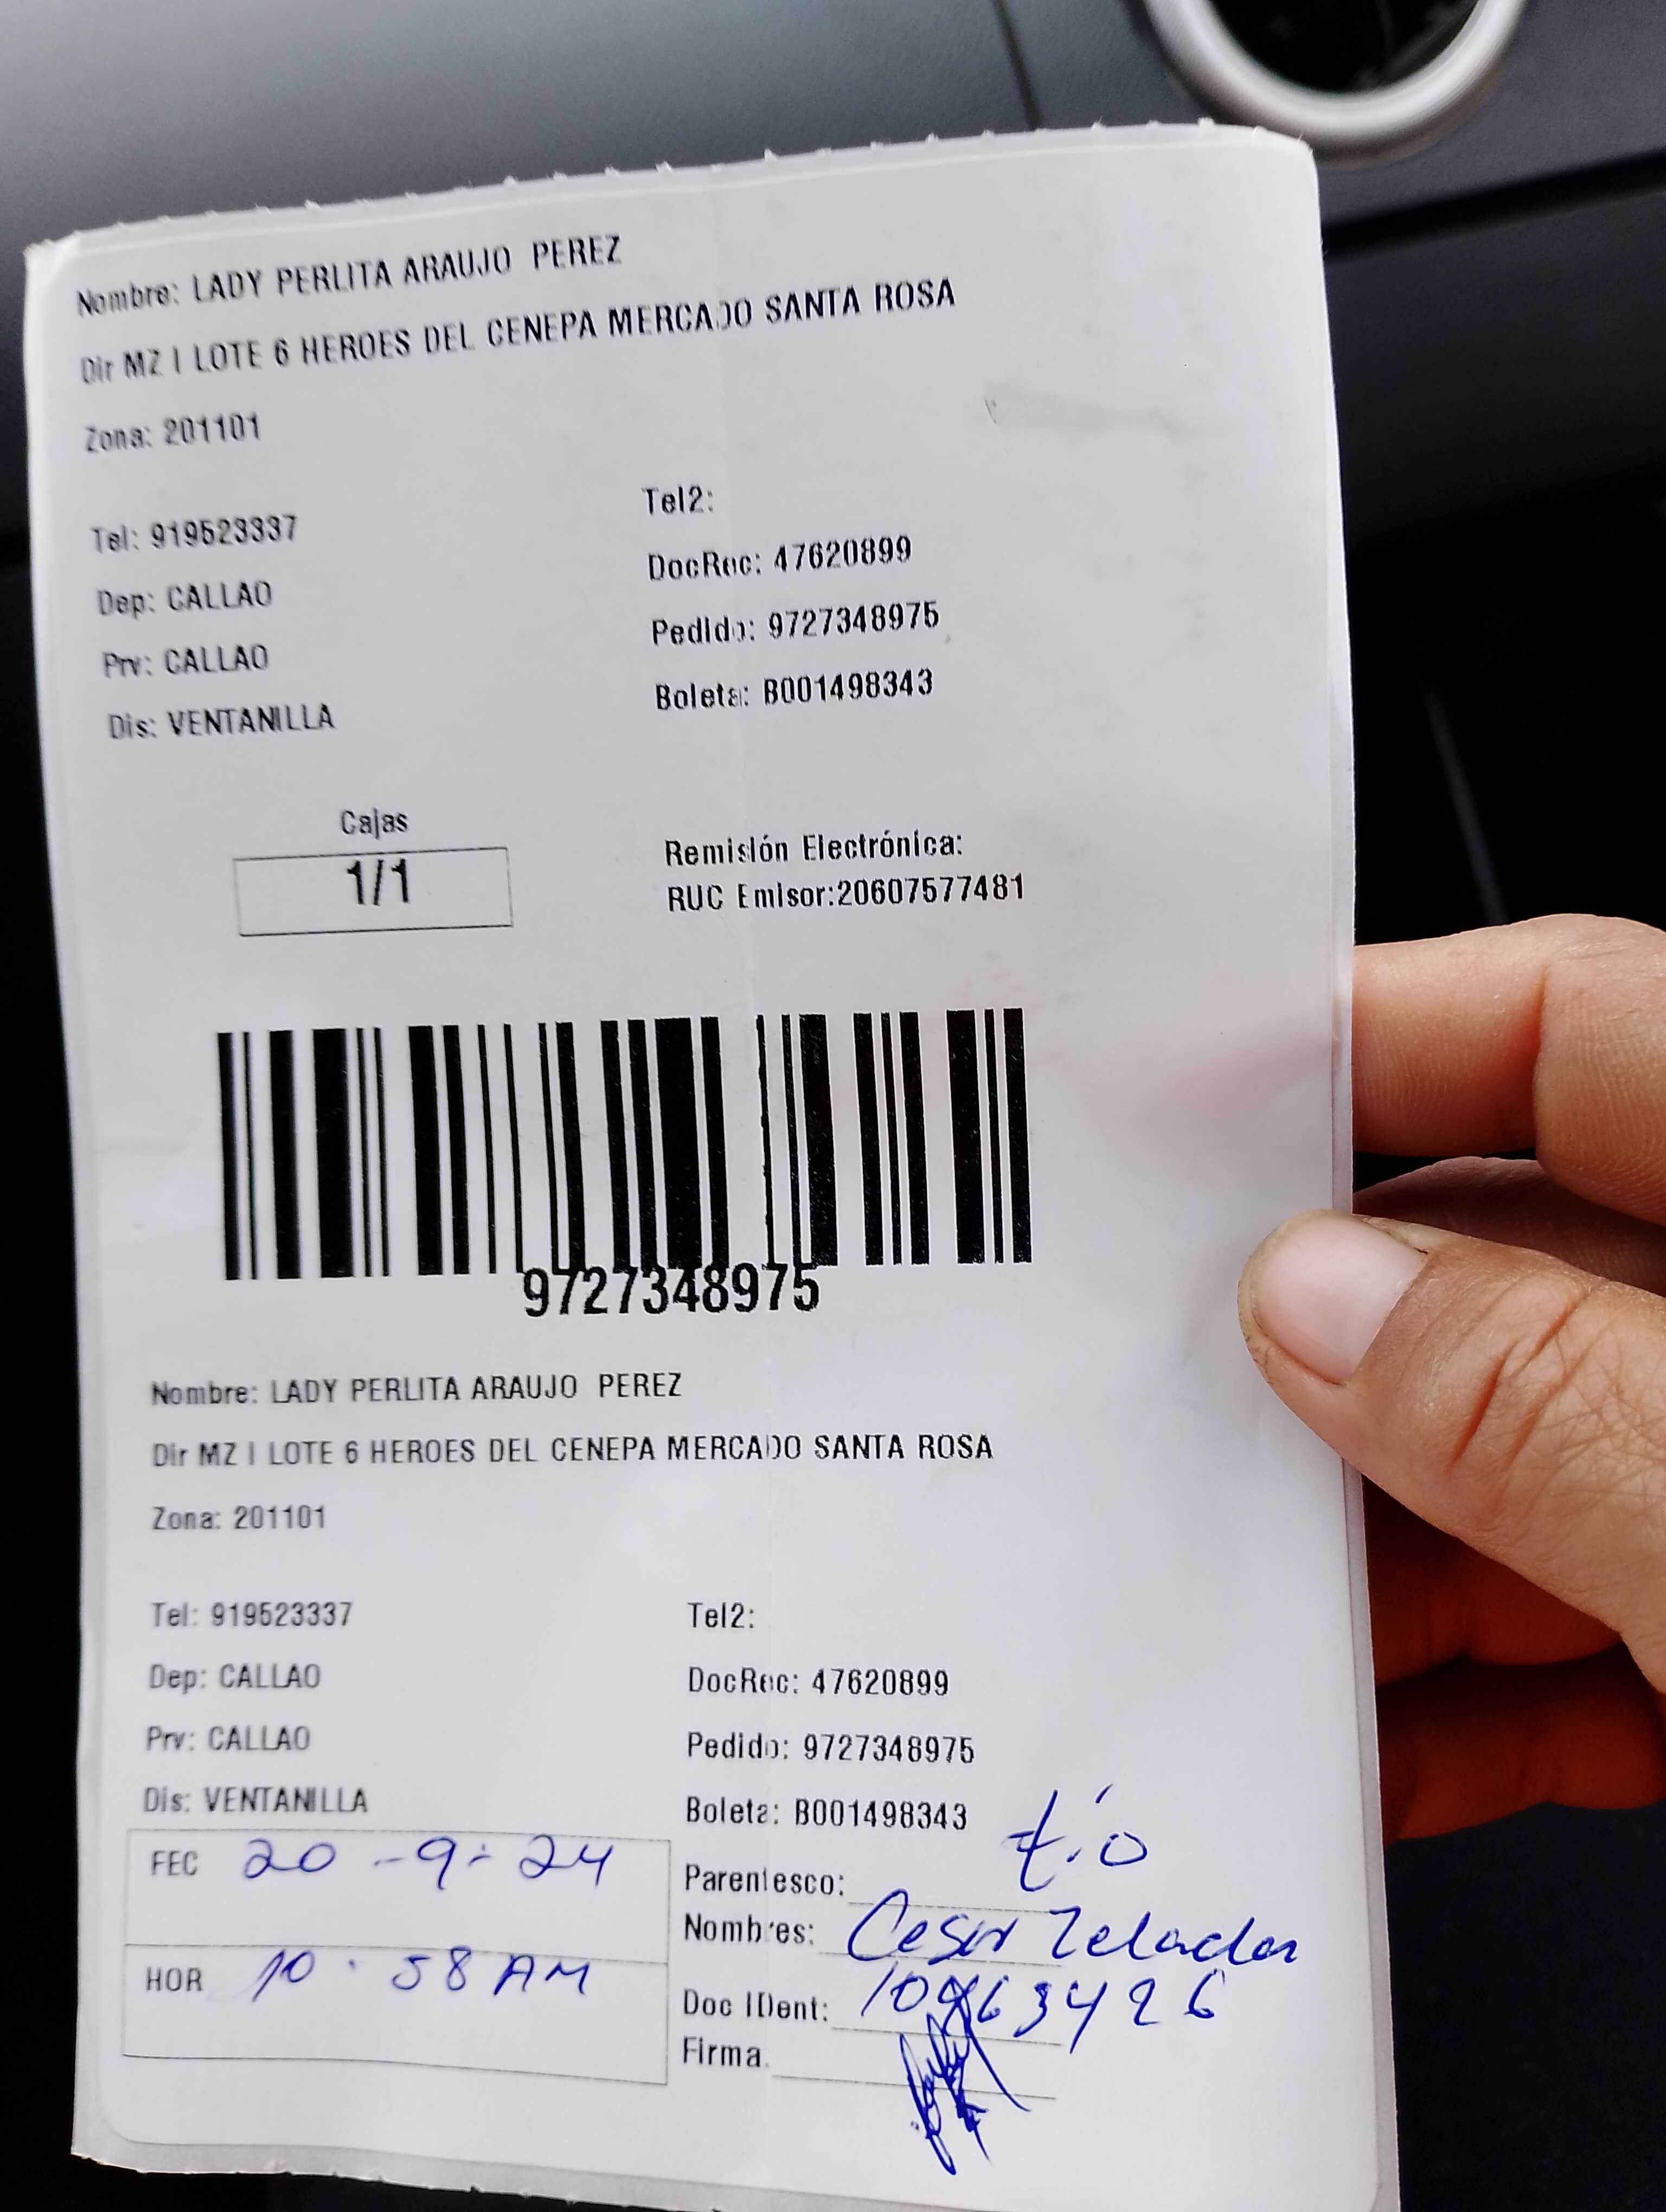 Nombre: LADY PERLITA ARAUJO PEREZ
Dir MZ I LOTE 6 HEROES DEL CENEPA MERCADO SANTA ROSA
Zona: 201101
Tel: 919523337
Tel2:
Dep: CALLAO
DocRec: 47620899
Prv: CALLAO
Pedido: 9727348975
Dis: VENTANILLA
Boleta: B001498343
Cajas
1/1
Remisión Electrónica:
RUC Emisor:20607577481
9727348975
Nombre: LADY PERLITA ARAUJO PEREZ
Dir MZ I LOTE 6 HEROES DEL CENEPA MERCADO SANTA ROSA
Zona: 201101
Tel: 919523337
Tel2:
Dep: CALLAO
DocRec: 47620899
Prv: CALLAO
Pedido: 9727348975
Dis: VENTANILLA
Boleta: B001498343
FEC 20-9-24
Parentesco: tío
Nombres: Cesar
HOR 10:58 AM
Doc IDent:
Firma